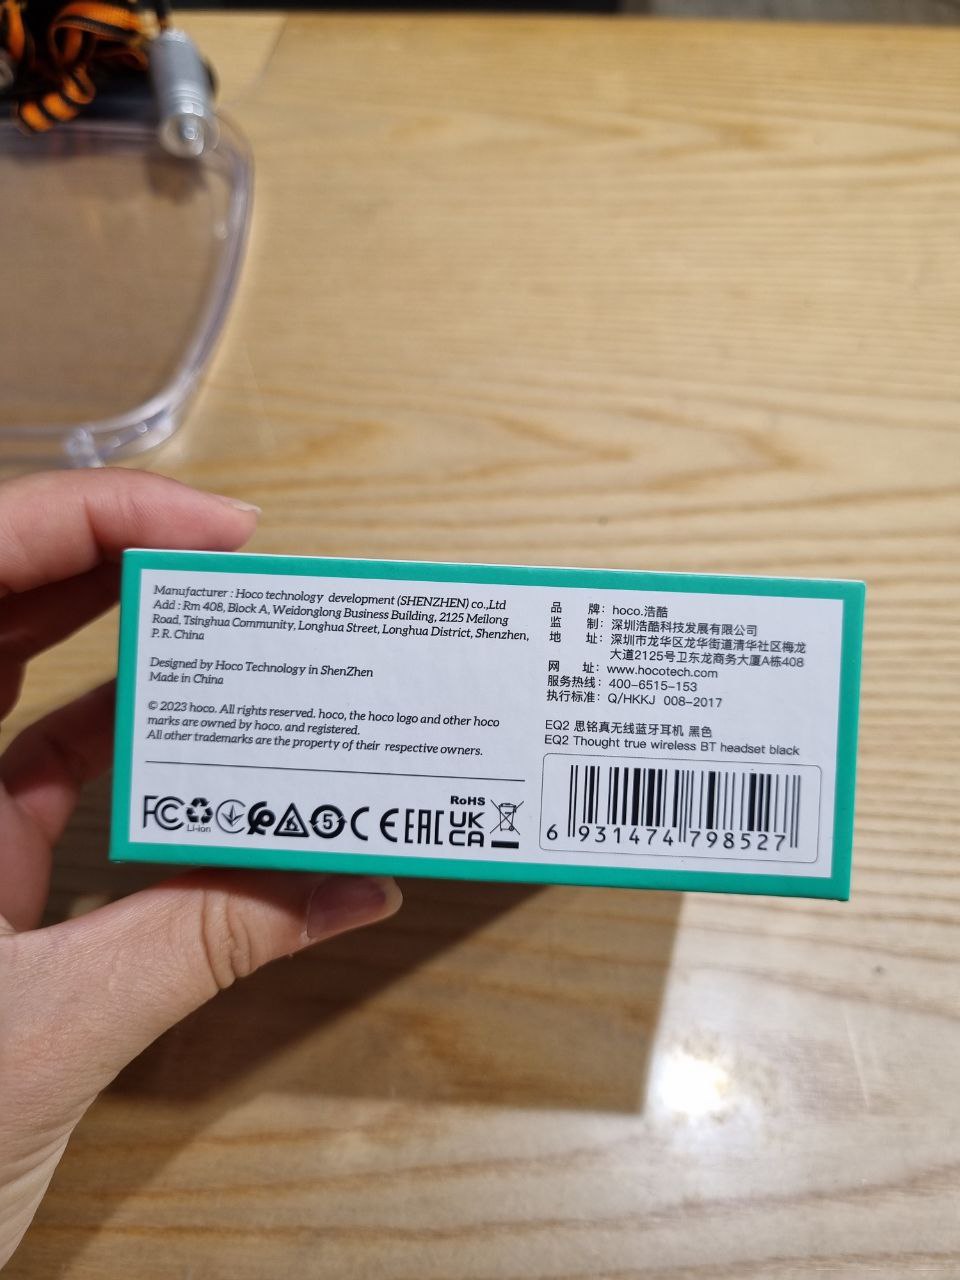 Manufacturer : Hoco technology development (SHENZHEN) co.,Ltd
Add : Rm 408, Block A, Weidonglong Business Building, 2125 Meilong
Road, Tsinghua Community, Longhua Street, Longhua District, Shenzhen,
P. R. China
Designed by Hoco Technology in ShenZhen
Made in China
© 2023 hoco. All rights reserved. hoco, the hoco logo and other hoco
marks are owned by hoco. and registered.
All other trademarks are the property of their respective owners.
FC
Li-ion
5
CE
EAC
UK
CA
RoHS
品 牌: hoco.浩酷
监 制: 深圳浩酷科技发展有限公司
地 址: 深圳市龙华区龙华街道清华社区梅龙
大道2125号卫东龙商务大厦A栋408
网 址: www.hocotech.com
服务热线: 400-6515-153
执行标准: Q/HKKJ 008-2017
EQ2 思铭真无线蓝牙耳机 黑色
EQ2 Thought true wireless BT headset black
6 931474 798527